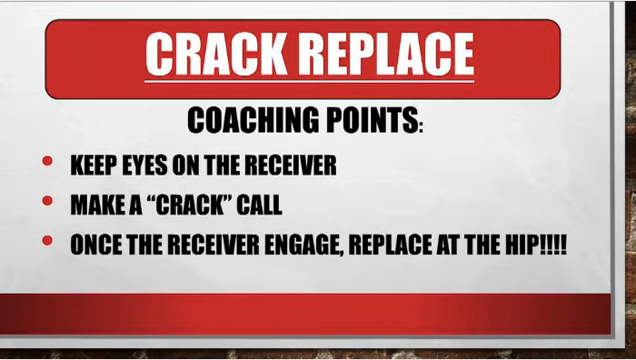 CRACK REPLACE
COACHING POINTS:
• KEEP EYES ON THE RECEIVER
• MAKE A “CRACK” CALL
• ONCE THE RECEIVER ENGAGE, REPLACE AT THE HIP!!!!